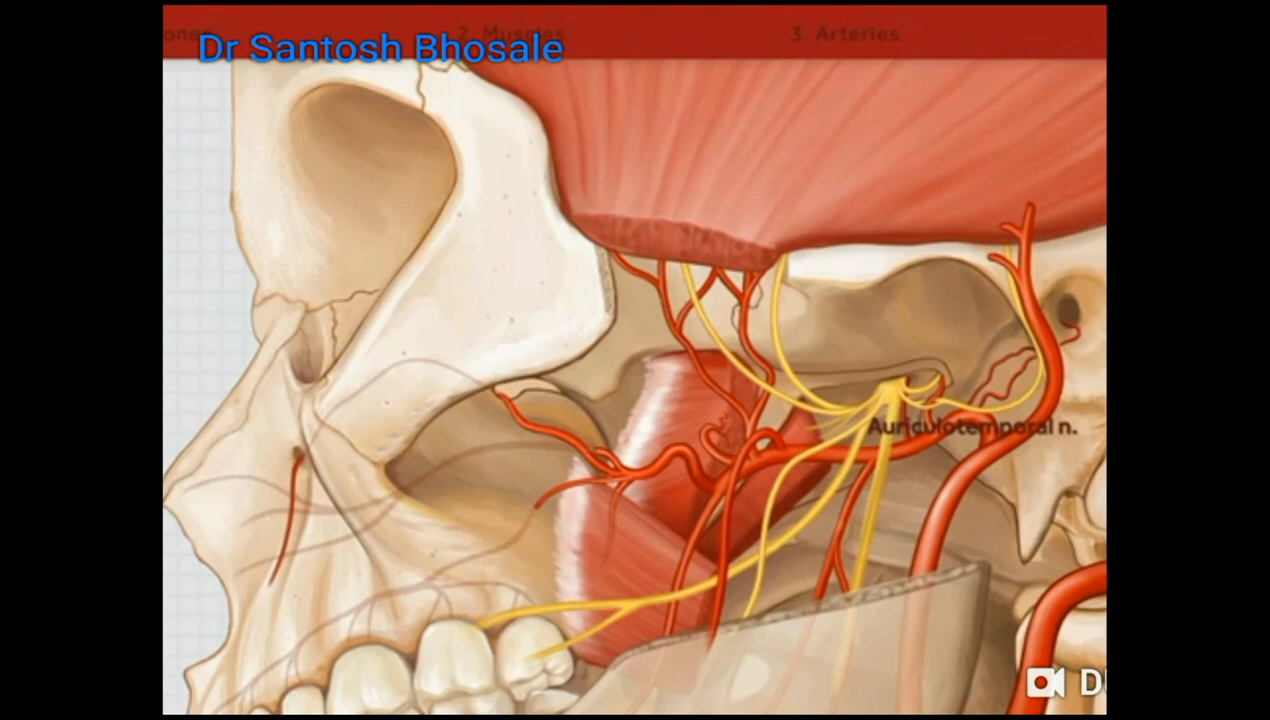 2. Muscles
3. Arteries
Dr Santosh Bhosale
Auriculotemporal n.